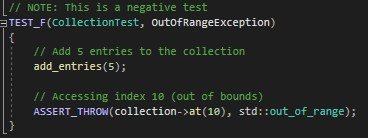 // NOTE: This is a negative test
TEST_F(CollectionTest, OutOfRangeException)
{
// Add 5 entries to the collection
add_entries(5);
// Accessing index 10 (out of bounds)
ASSERT_THROW(collection->at(10), std::out_of_range);
}